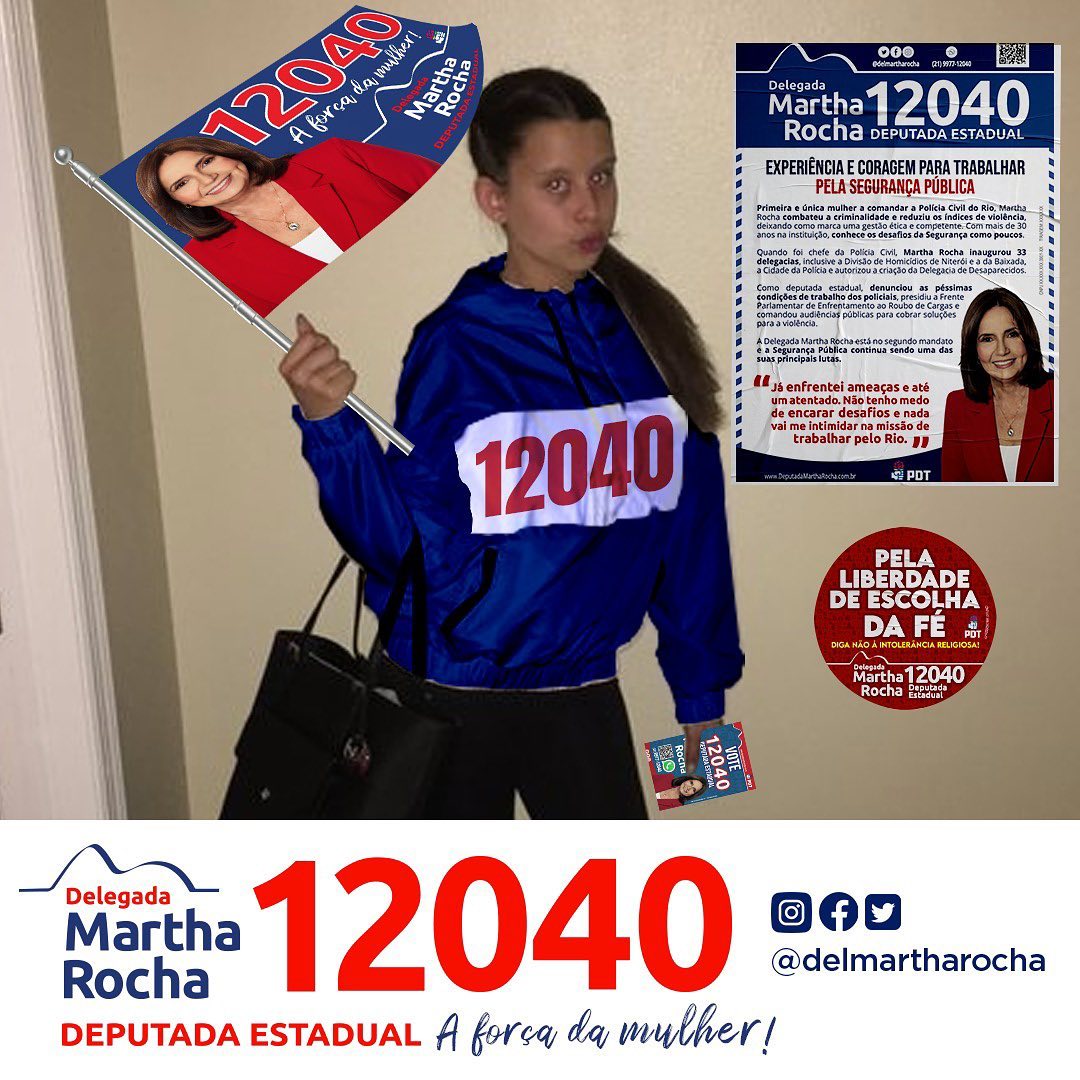 12040
A força da mulher!
Delegada
Martha
Rocha
DEPUTADA ESTADUAL
@delmartharocha
(21) 9977-12040
Delegada
Martha
Rocha
12040
DEPUTADA ESTADUAL
EXPERIÊNCIA E CORAGEM PARA TRABALHAR
PELA SEGURANÇA PÚBLICA
Primeira e única mulher a comandar a Polícia Civil do Rio, Martha
Rocha combateu a criminalidade e reduziu os índices de violência,
deixando como marca uma gestão ética e competente. Com mais de 30
anos na instituição, conhece os desafios da Segurança como poucos.
Quando foi chefe da Polícia Civil, Martha Rocha inaugurou 33
delegacias, inclusive a Divisão de Homicídios de Niterói e a da Baixada,
a Cidade da Polícia e autorizou a criação da Delegacia de Desaparecidos.
Como deputada estadual, denunciou as péssimas
condições de trabalho dos policiais, presidiu a Frente
Parlamentar de Enfrentamento ao Roubo de Cargas e
comandou audiências públicas para cobrar soluções
para a violência.
A Delegada Martha Rocha está no segundo mandato
e a Segurança Pública continua sendo uma das
suas principais lutas.
“Já enfrentei ameaças e até
um atentado. Não tenho medo
de encarar desafios e nada
vai me intimidar na missão de
trabalhar pelo Rio.”
www.DeputadaMarthaRocha.com.br
PDT
12040
PELA
LIBERDADE
DE ESCOLHA
DA FÉ
PDT
DIGA NÃO À INTOLERÂNCIA RELIGIOSA!
Delegada
Martha
Rocha
12040
Deputada
Estadual
VOTE
12040
DEPUTADA ESTADUAL
Rocha
Delegada
Martha
Rocha
12040
DEPUTADA ESTADUAL
A força da mulher!
@delmartharocha